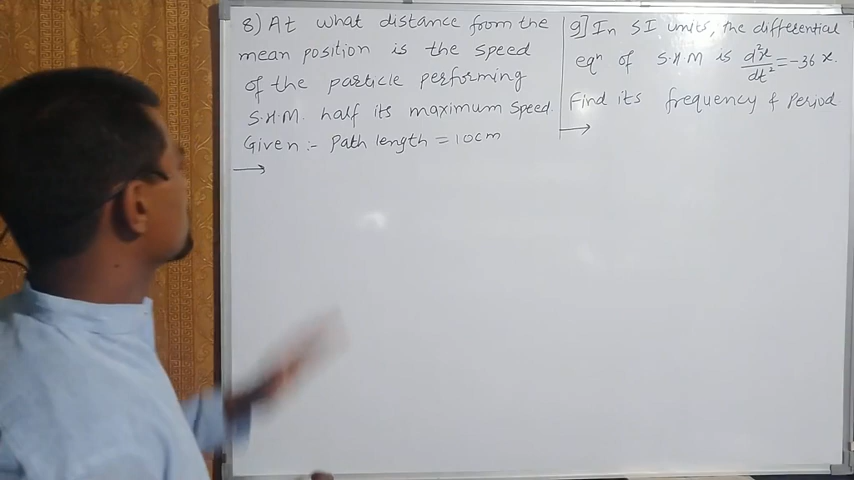 8) At what distance from the
mean position is the speed
of the particle performing
S.H.M. half its maximum speed.
Given :- Path length = 10cm
→
9] In SI units, the differential
eqn of S.H.M is d²x/dt² = -36 x.
Find its frequency & Period
→